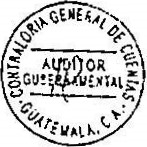 CONTRALORIA GENERAL DE CUENTAS
AUDITOR
GUBERNAMENTAL
GUATEMALA, C.A.